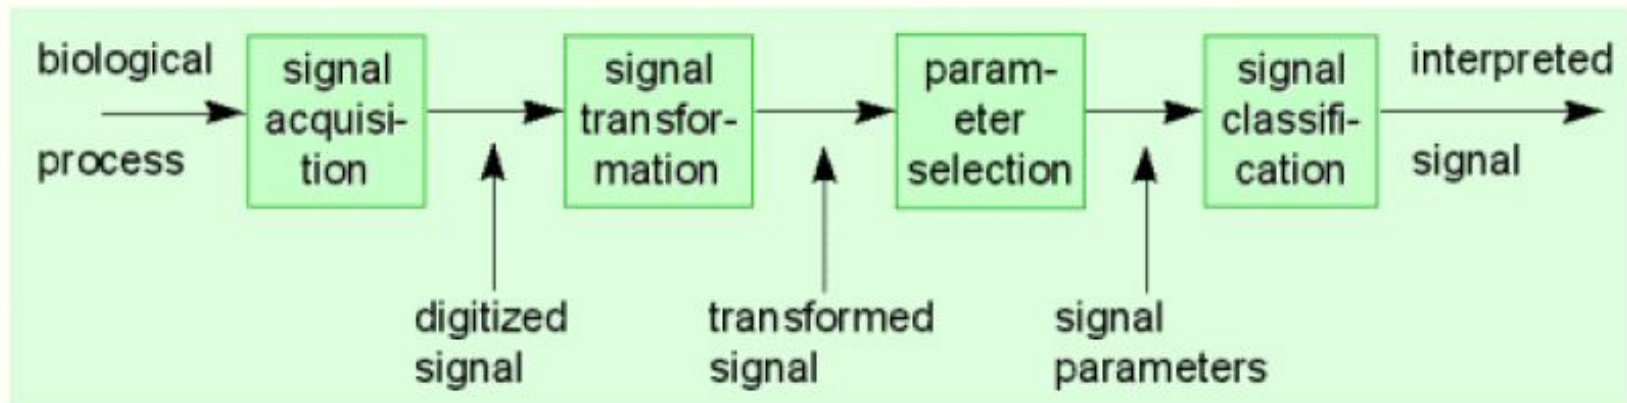 biological
process
signal
acquisi-
tion
signal
transfor-
mation
param-
eter
selection
signal
classifi-
cation
interpreted
signal
digitized
signal
transformed
signal
signal
parameters